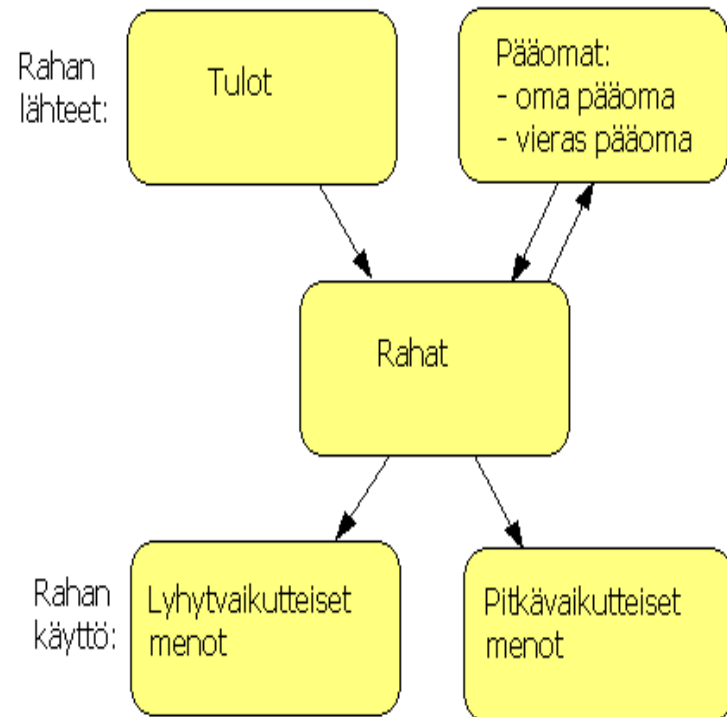 Rahan
lähteet:
Tulot
Pääomat:
- oma pääoma
- vieras pääoma
Rahat
Rahan
käyttö:
Lyhytvaikutteiset
menot
Pitkävaikutteiset
menot